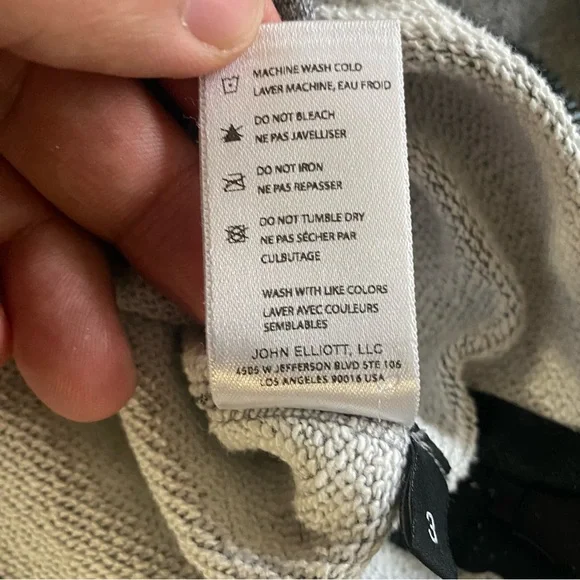 MACHINE WASH COLD
LAVER MACHINE, EAU FROID
DO NOT BLEACH
NE PAS JAVELLISER
DO NOT IRON
NE PAS REPASSER
DO NOT TUMBLE DRY
NE PAS SÉCHER PAR
CULBUTAGE
WASH WITH LIKE COLORS
LAVER AVEC COULEURS
SEMBLABLES
JOHN ELLIOTT, LLC
4505 W JEFFERSON BLVD STE 106
LOS ANGELES 90016 USA
3